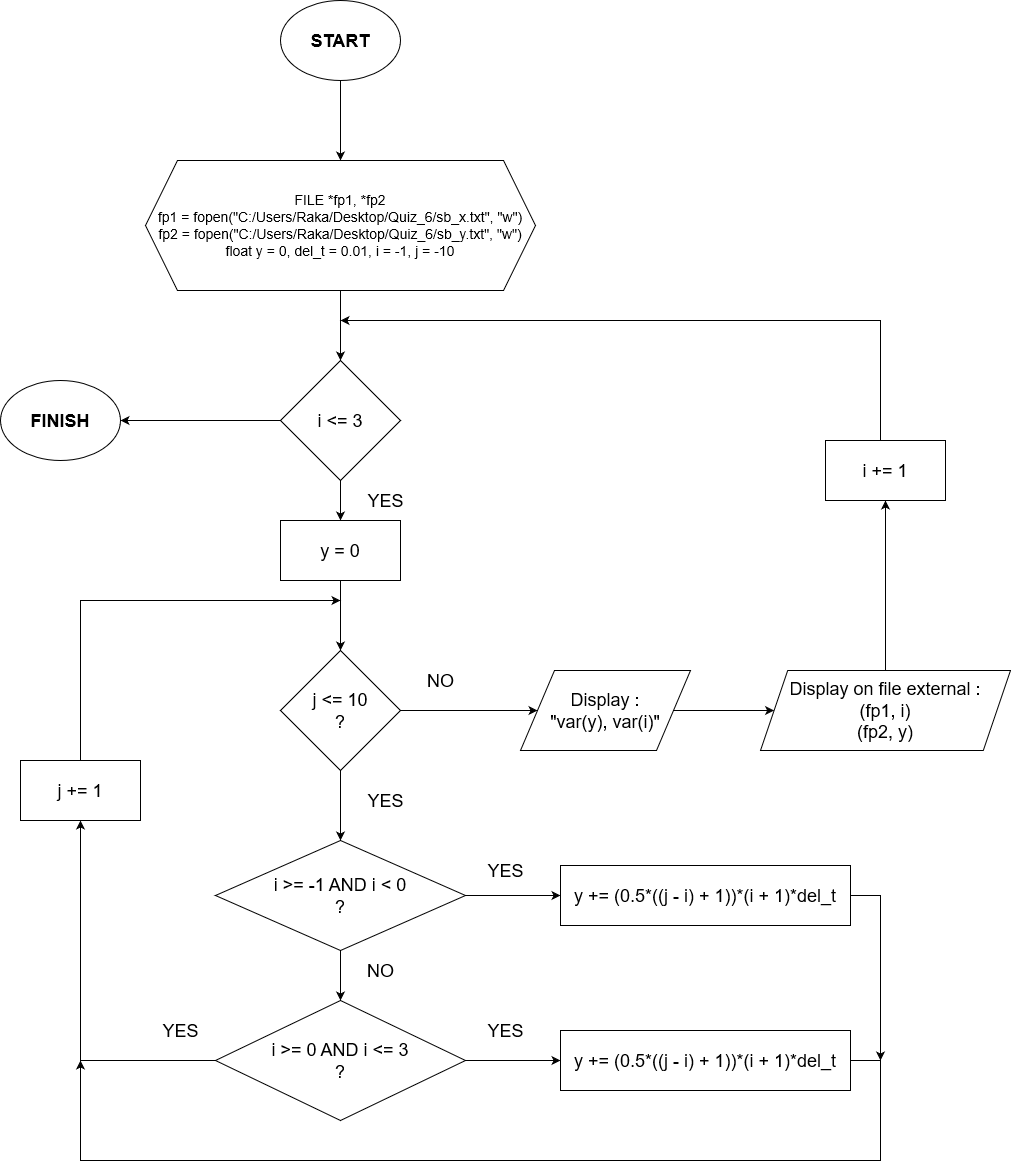 START
FILE *fp1, *fp2
fp1 = fopen("C:/Users/Raka/Desktop/Quiz_6/sb_x.txt", "w")
fp2 = fopen("C:/Users/Raka/Desktop/Quiz_6/sb_y.txt", "w")
float y = 0, del_t = 0.01, i = -1, j = -10
i <= 3
FINISH
YES
i += 1
y = 0
j <= 10
?
NO
Display :
"var(y), var(i)"
Display on file external :
(fp1, i)
(fp2, y)
j += 1
YES
i >= -1 AND i < 0
?
YES
y += (0.5*((j - i) + 1))*(i + 1)*del_t
NO
YES
i >= 0 AND i <= 3
?
YES
y += (0.5*((j - i) + 1))*(i + 1)*del_t